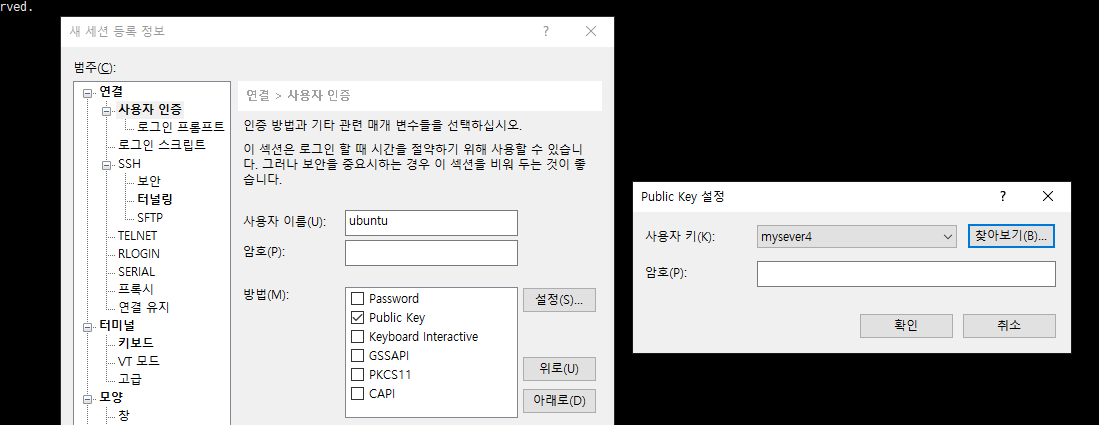 rved.
새 세션 등록 정보
범주(C):
연결
사용자 인증
로그인 프롬프트
로그인 스크립트
SSH
보안
터널링
SFTP
TELNET
RLOGIN
SERIAL
프록시
연결 유지
터미널
키보드
VT 모드
고급
모양
창
연결 > 사용자 인증
인증 방법과 기타 관련 매개 변수들을 선택하십시오.
이 섹션은 로그인 할 때 시간을 절약하기 위해 사용할 수 있습니
다. 그러나 보안을 중요시하는 경우 이 섹션을 비워 두는 것이 좋
습니다.
사용자 이름(U): ubuntu
암호(P):
방법(M):
Password
Public Key
Keyboard Interactive
GSSAPI
PKCS11
CAPI
설정(S)...
위로(U)
아래로(D)
Public Key 설정
사용자 키(K): mysever4 찾아보기(B)...
암호(P):
확인 취소